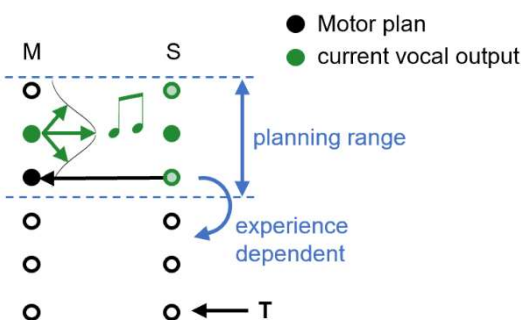 Motor plan
current vocal output
M
S
planning range
experience
dependent
T